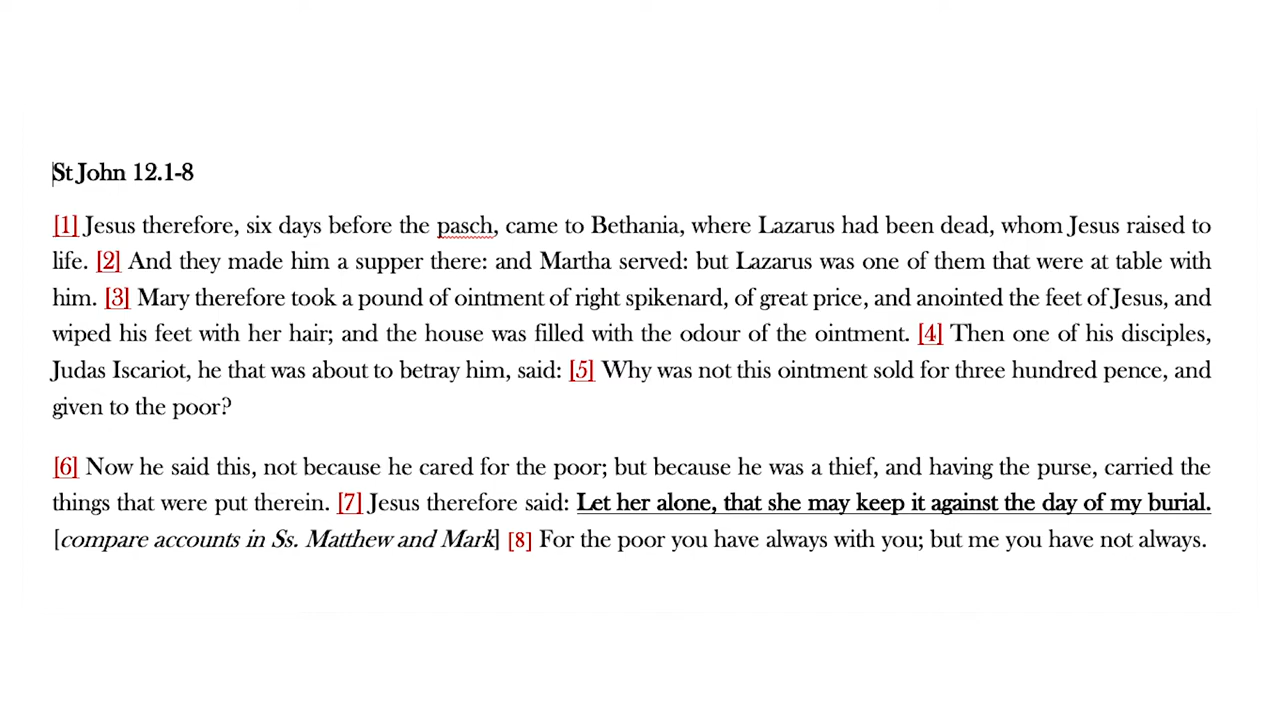 St John 12.1-8
[1] Jesus therefore, six days before the pasch, came to Bethania, where Lazarus had been dead, whom Jesus raised to
life. [2] And they made him a supper there: and Martha served: but Lazarus was one of them that were at table with
him. [3] Mary therefore took a pound of ointment of right spikenard, of great price, and anointed the feet of Jesus, and
wiped his feet with her hair; and the house was filled with the odour of the ointment. [4] Then one of his disciples,
Judas Iscariot, he that was about to betray him, said: [5] Why was not this ointment sold for three hundred pence, and
given to the poor?
[6] Now he said this, not because he cared for the poor; but because he was a thief, and having the purse, carried the
things that were put therein. [7] Jesus therefore said: Let her alone, that she may keep it against the day of my burial.
[compare accounts in Ss. Matthew and Mark] [8] For the poor you have always with you; but me you have not always.